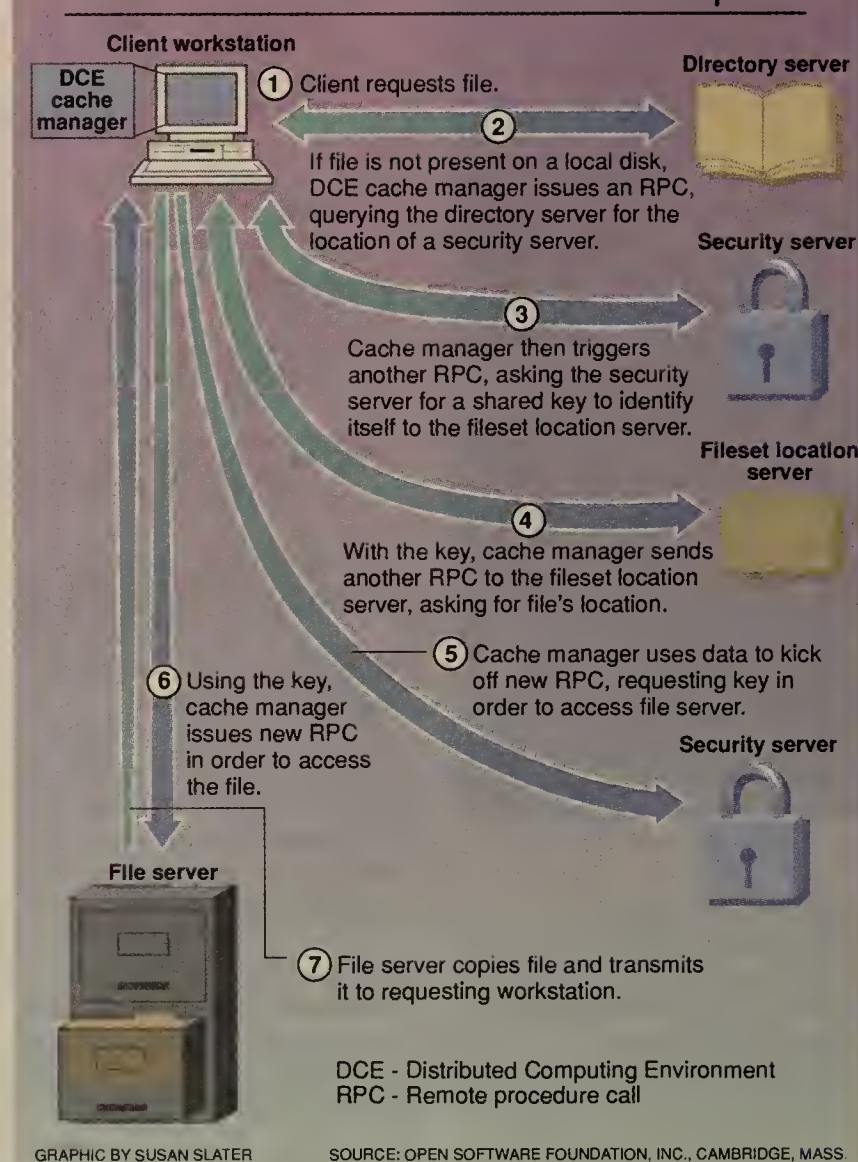 Client workstation
DCE
cache
manager
1 Client requests file.
Directory server
2
If file is not present on a local disk,
DCE cache manager issues an RPC,
querying the directory server for the
location of a security server.
Security server
3
Cache manager then triggers
another RPC, asking the security
server for a shared key to identify
itself to the fileset location server.
Fileset location
server
4
With the key, cache manager sends
another RPC to the fileset location
server, asking for file's location.
5 Cache manager uses data to kick
off new RPC, requesting key in
order to access file server.
6 Using the key,
cache manager
issues new RPC
in order to access
the file.
Security server
File server
7 File server copies file and transmits
it to requesting workstation.
DCE - Distributed Computing Environment
RPC - Remote procedure call
GRAPHIC BY SUSAN SLATER
SOURCE: OPEN SOFTWARE FOUNDATION, INC., CAMBRIDGE, MASS.